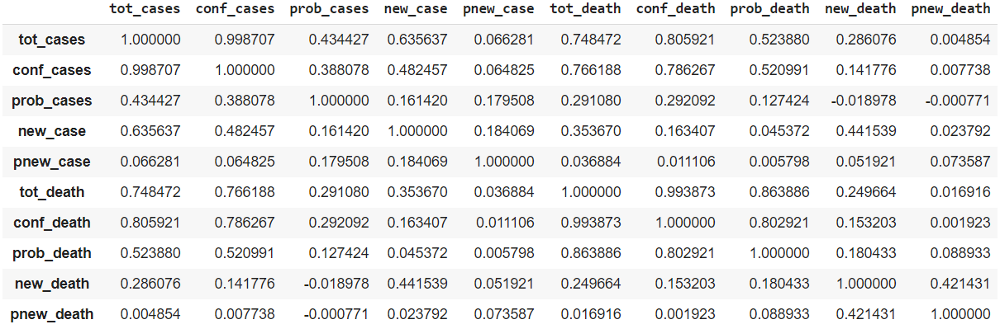 tot_cases conf_cases prob_cases new_case pnew_case tot_death conf_death prob_death new_death pnew_death
tot_cases 1.000000 0.998707 0.434427 0.635637 0.066281 0.748472 0.805921 0.523880 0.286076 0.004854
conf_cases 0.998707 1.000000 0.388078 0.482457 0.064825 0.766188 0.786267 0.520991 0.141776 0.007738
prob_cases 0.434427 0.388078 1.000000 0.161420 0.179508 0.291080 0.292092 0.127424 -0.018978 -0.000771
new_case 0.635637 0.482457 0.161420 1.000000 0.184069 0.353670 0.163407 0.045372 0.441539 0.023792
pnew_case 0.066281 0.064825 0.179508 0.184069 1.000000 0.036884 0.011106 0.005798 0.051921 0.073587
tot_death 0.748472 0.766188 0.291080 0.353670 0.036884 1.000000 0.993873 0.863886 0.249664 0.016916
conf_death 0.805921 0.786267 0.292092 0.163407 0.011106 0.993873 1.000000 0.802921 0.153203 0.001923
prob_death 0.523880 0.520991 0.127424 0.045372 0.005798 0.863886 0.802921 1.000000 0.180433 0.088933
new_death 0.286076 0.141776 -0.018978 0.441539 0.051921 0.249664 0.153203 0.180433 1.000000 0.421431
pnew_death 0.004854 0.007738 -0.000771 0.023792 0.073587 0.016916 0.001923 0.088933 0.421431 1.000000